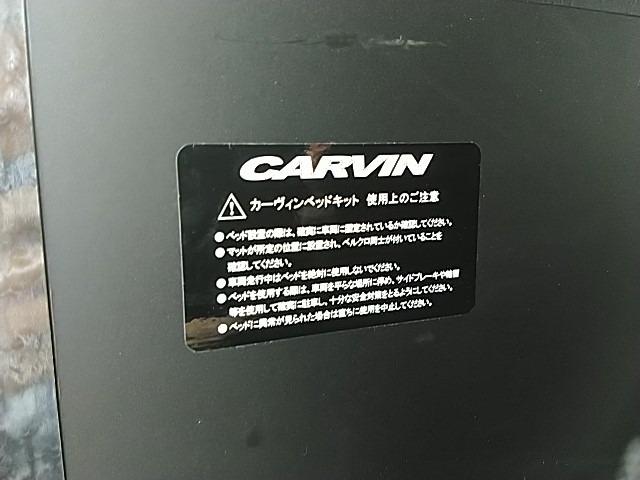 CARVIN
カーヴィンベッドキット 使用上のご注意
●ベッド設置の際は、確実に車両に固定されているか確認してください。
●マットが所定の位置に設置され、ベルクロ同士が付いていることを
確認してください。
●車両走行中はベッドを絶対に使用しないでください。
●ベッドを使用する際は、車両を平らな場所に停め、サイドブレーキや輪留
等を使用して確実に駐車し、十分な安全対策をとるようにしてください。
●ベッドに異常が見られた場合は直ちに使用を中止してください。